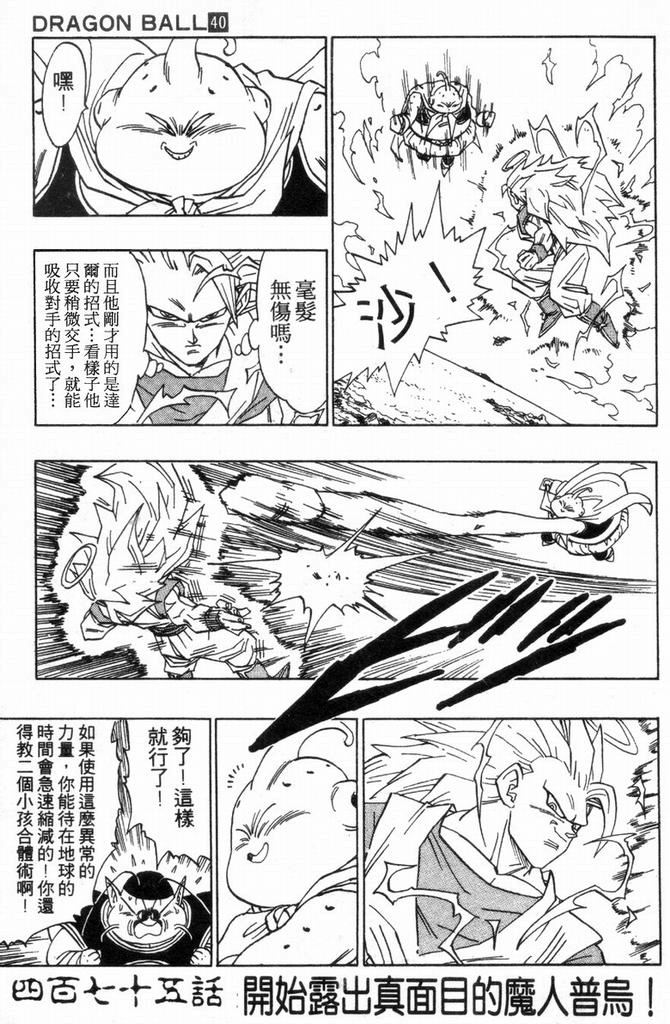 DRAGON BALL 40
沙！
嘿！
毫髮
無傷嗎…
而且他剛才用的是達
爾的招式…看樣子他
只要稍微交手，就能
吸收對手的招式了…
夠了！這樣
就行了！
如果使用這麼異常的
力量，你能待在地球的
時間會急速縮減的！你還
得教二個小孩合體術啊！
四百七十五話
開始露出真面目的魔人普烏！